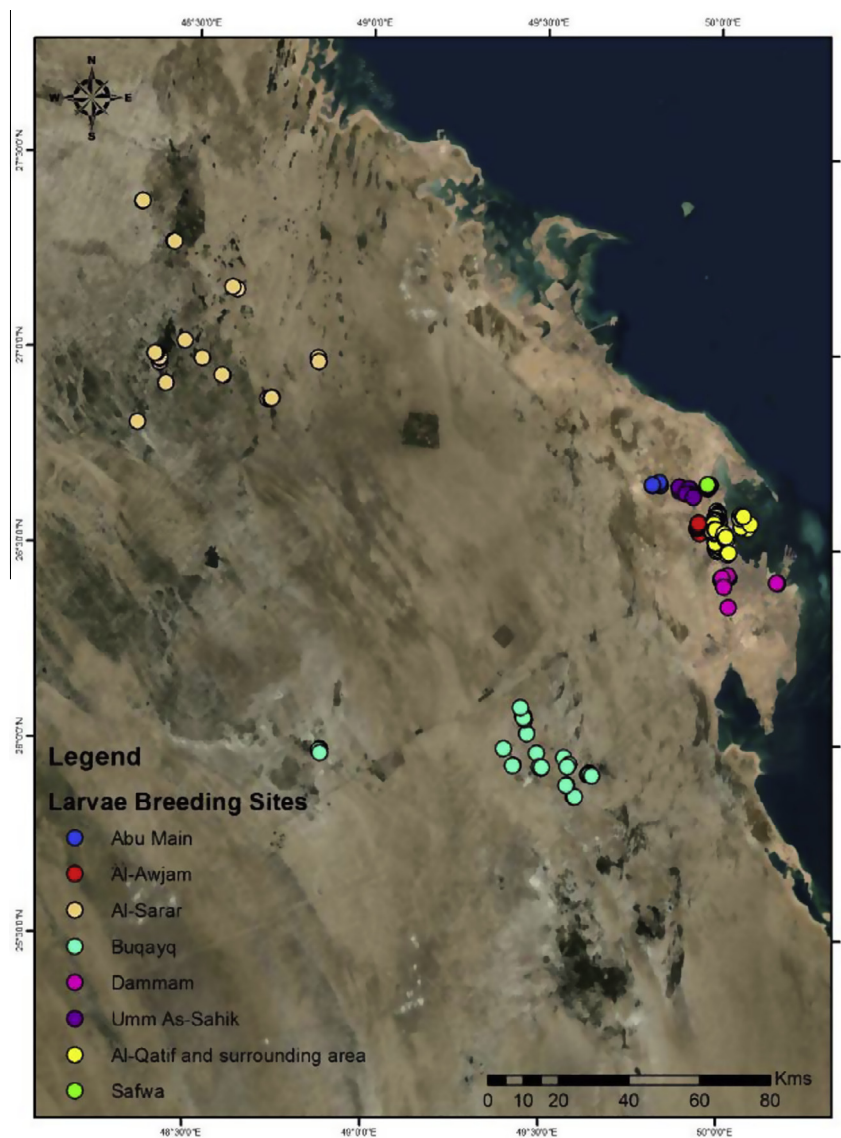 48°30'0"E 49°0'0"E 49°30'0"E 50°0'0"E
N
W E
S
27°30'0"N
27°0'0"N
26°30'0"N
26°0'0"N
25°30'0"N
Legend
Larvae Breeding Sites
Abu Main
Al-Awjam
Al-Sarar
Buqayq
Dammam
Umm As-Sahik
Al-Qatif and surrounding area
Safwa
Kms
0 10 20 40 60 80
48°30'0"E 49°0'0"E 49°30'0"E 50°0'0"E